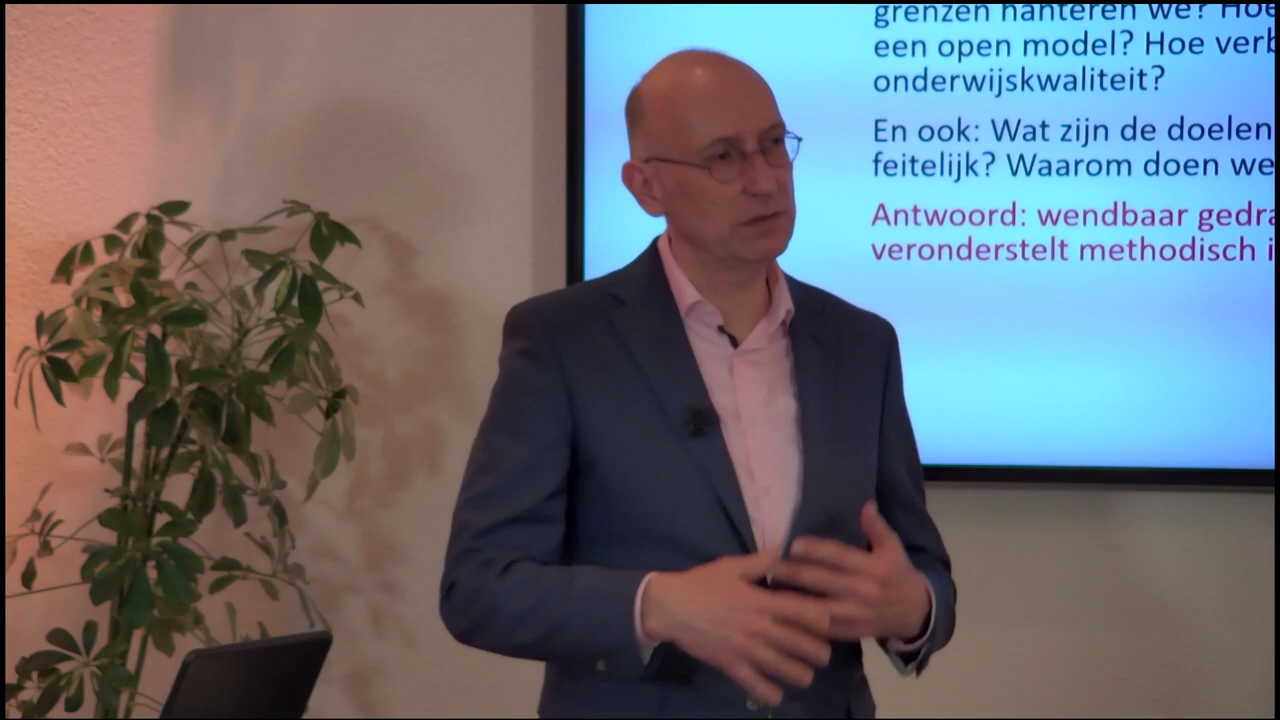 grenzen hanteren we? Hoe
een open model? Hoe verb
onderwijskwaliteit?
En ook: Wat zijn de doelen
feitelijk? Waarom doen we
Antwoord: wendbaar gedra
veronderstelt methodisch i